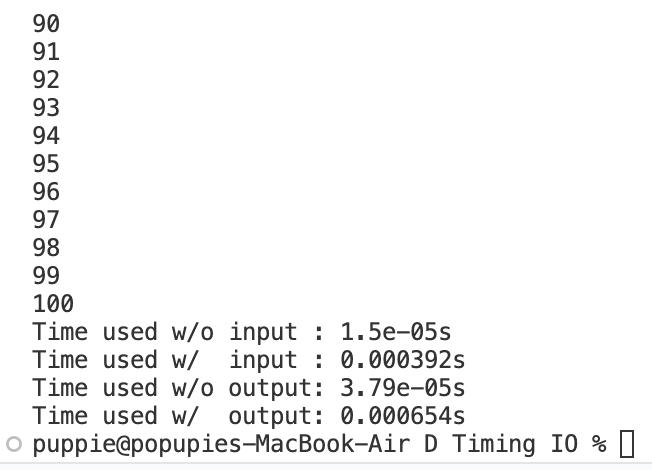 90
91
92
93
94
95
96
97
98
99
100
Time used w/o input : 1.5e-05s
Time used w/  input : 0.000392s
Time used w/o output: 3.79e-05s
Time used w/  output: 0.000654s
puppie@popupies-MacBook-Air D Timing IO %